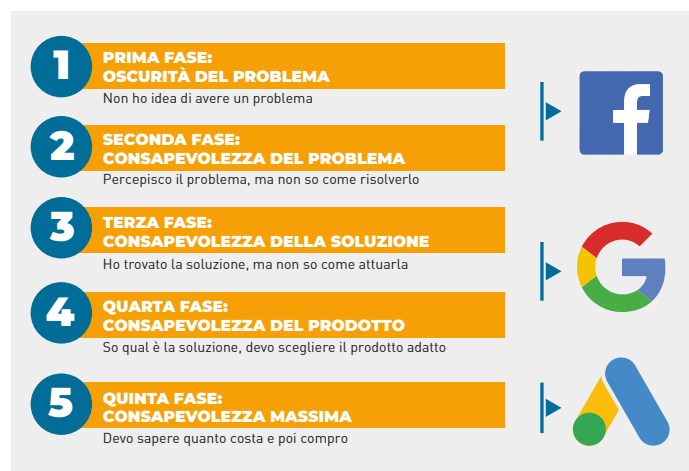 1
PRIMA FASE:
OSCURITÀ DEL PROBLEMA
Non ho idea di avere un problema
2
SECONDA FASE:
CONSAPEVOLEZZA DEL PROBLEMA
Percepisco il problema, ma non so come risolverlo
3
TERZA FASE:
CONSAPEVOLEZZA DELLA SOLUZIONE
Ho trovato la soluzione, ma non so come attuarla
4
QUARTA FASE:
CONSAPEVOLEZZA DEL PRODOTTO
So qual è la soluzione, devo scegliere il prodotto adatto
5
QUINTA FASE:
CONSAPEVOLEZZA MASSIMA
Devo sapere quanto costa e poi compro
f
G